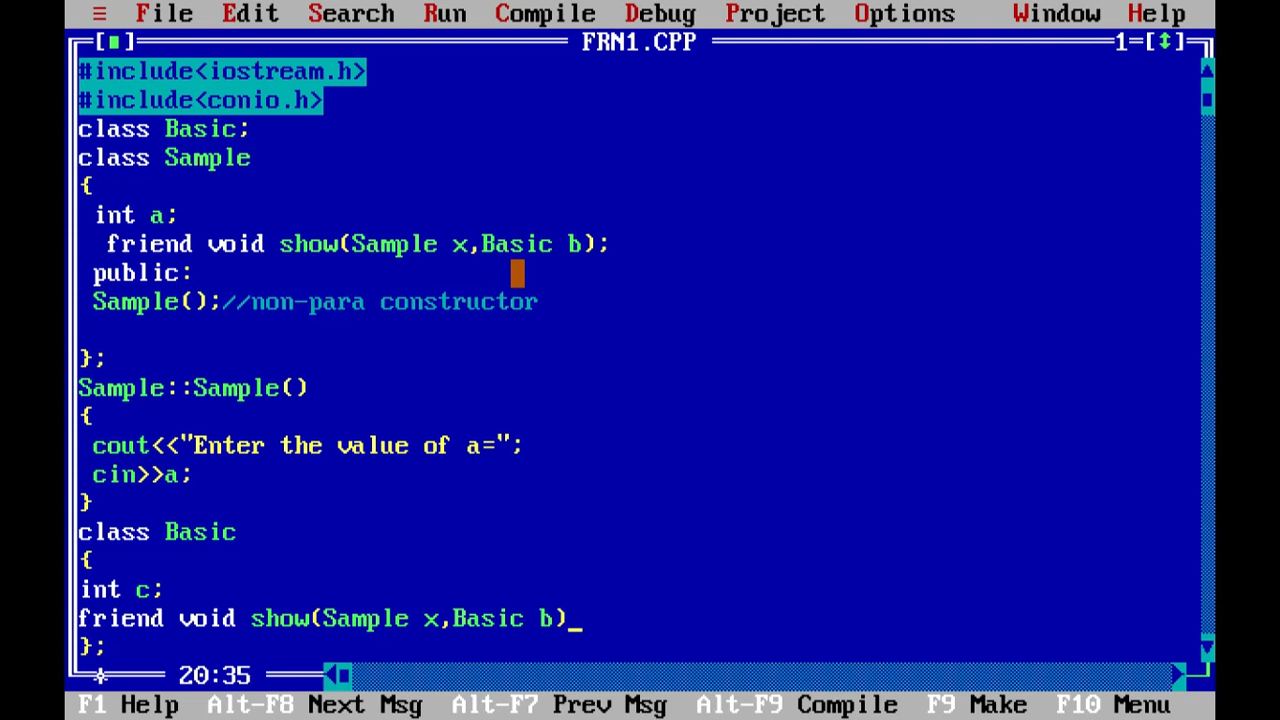 ≡ File Edit Search Run Compile Debug Project Options Window Help
[■] FRN1.CPP 1=[↕]
#include<iostream.h>
#include<conio.h>
class Basic;
class Sample
{
int a;
friend void show(Sample x,Basic b);
public:
Sample();//non-para constructor
};
Sample::Sample()
{
cout<<"Enter the value of a=";
cin>>a;
}
class Basic
{
int c;
friend void show(Sample x,Basic b)_
};
20:35
F1 Help Alt-F8 Next Msg Alt-F7 Prev Msg Alt-F9 Compile F9 Make F10 Menu